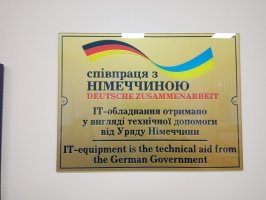 співпраця з
НІМЕЧЧИНОЮ
DEUTSCHE ZUSAMMENARBEIT
ІТ-обладнання отримано
у вигляді технічної допомоги
від Уряду Німеччини
IT-equipment is the technical aid from
the German Government